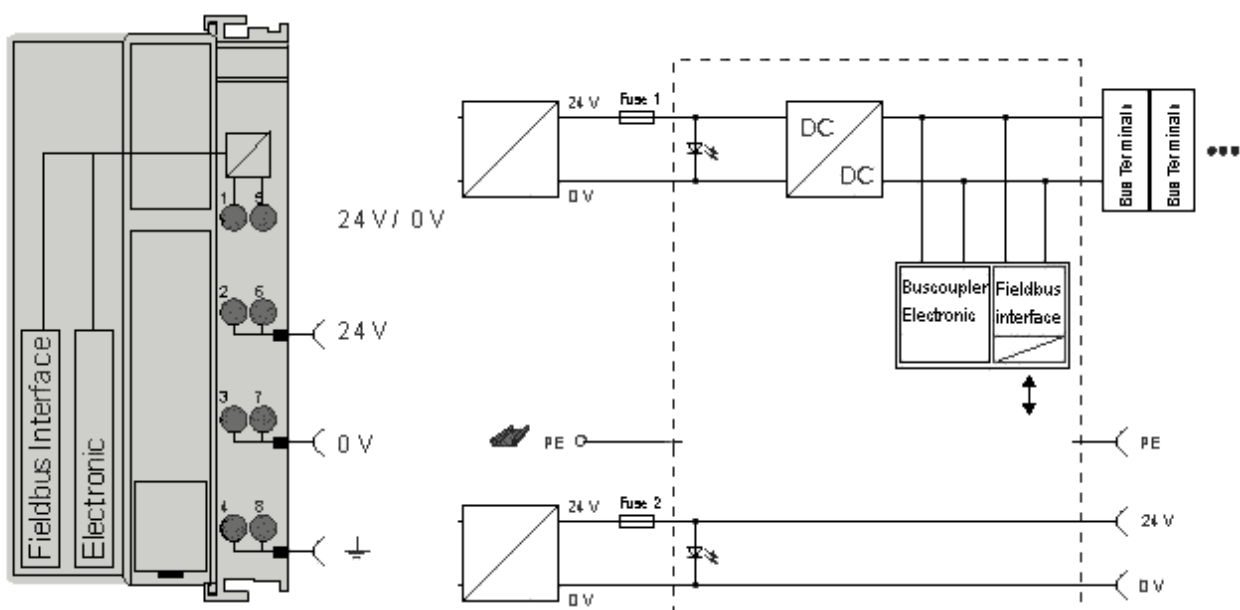 1 5
24 V / 0 V
2 6
24 V
3 7
0 V
4 8
Fieldbus Interface
Electronic
24 V
Fuse 1
0 V
DC
DC
Bus Terminals
Bus Terminals
Buscoupler
Electronic
Fieldbus
interface
PE
PE
24 V
Fuse 2
24 V
0 V
0 V